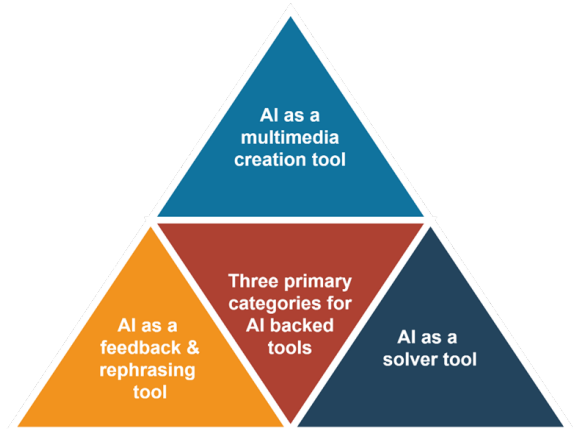 AI as a
multimedia
creation tool
Three primary
categories for
AI backed
tools
AI as a
feedback &
rephrasing
tool
AI as a
solver tool